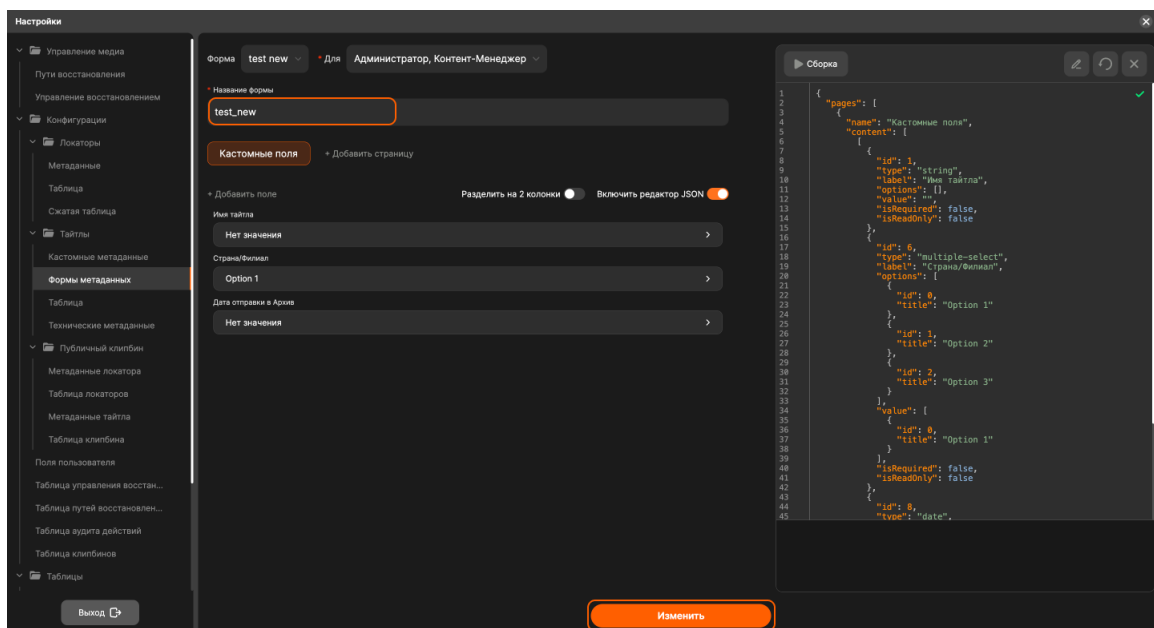 Настройки
Управление медиа
Пути восстановления
Управление восстановлением
Конфигурации
Локаторы
Метаданные
Таблица
Сжатая таблица
Тайтлы
Кастомные метаданные
Формы метаданных
Таблица
Технические метаданные
Публичный клипбин
Метаданные локатора
Таблица локаторов
Метаданные тайтла
Таблица клипбина
Поля пользователя
Таблица управления восстан...
Таблица путей восстановлен...
Таблица аудита действий
Таблица клипбинов
Таблицы
Выход
Форма test new * Для Администратор, Контент-Менеджер
* Название формы
test_new
Кастомные поля + Добавить страницу
+ Добавить поле Разделить на 2 колонки Включить редактор JSON
Имя тайтла
Нет значения
Страна/Филиал
Option 1
Дата отправки в Архив
Нет значения
Изменить
Сборка
1 {
2 "pages": [
3 {
4 "name": "Кастомные поля",
5 "content": [
6 [
7 {
8 "id": 1,
9 "type": "string",
10 "label": "Имя тайтла",
11 "options": [],
12 "value": "",
13 "isRequired": false,
14 "isReadOnly": false
15 },
16 {
17 "id": 6,
18 "type": "multiple-select",
19 "label": "Страна/Филиал",
20 "options": [
21 {
22 "id": 0,
23 "title": "Option 1"
24 },
25 {
26 "id": 1,
27 "title": "Option 2"
28 },
29 {
30 "id": 2,
31 "title": "Option 3"
32 }
33 ],
34 "value": [
35 {
36 "id": 0,
37 "title": "Option 1"
38 }
39 ],
40 "isRequired": false,
41 "isReadOnly": false
42 },
43 {
44 "id": 8,
45 "type": "date",